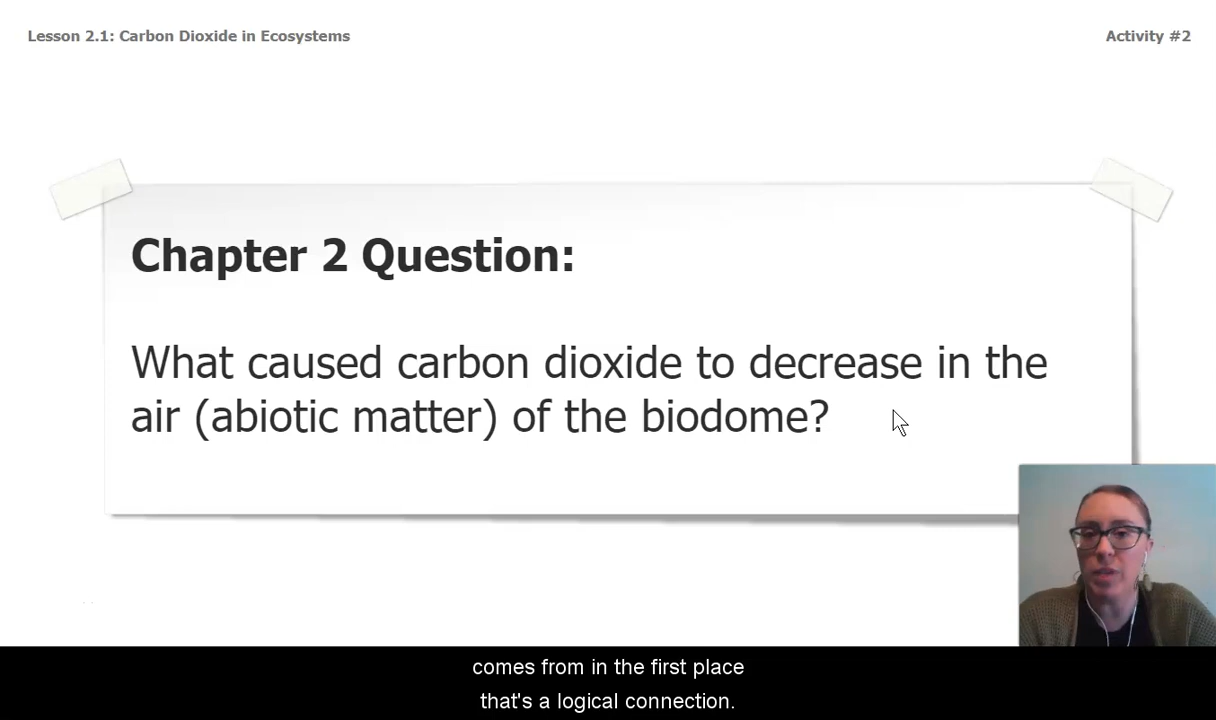 Lesson 2.1: Carbon Dioxide in Ecosystems
Activity #2
Chapter 2 Question:
What caused carbon dioxide to decrease in the
air (abiotic matter) of the biodome?
comes from in the first place
that's a logical connection.